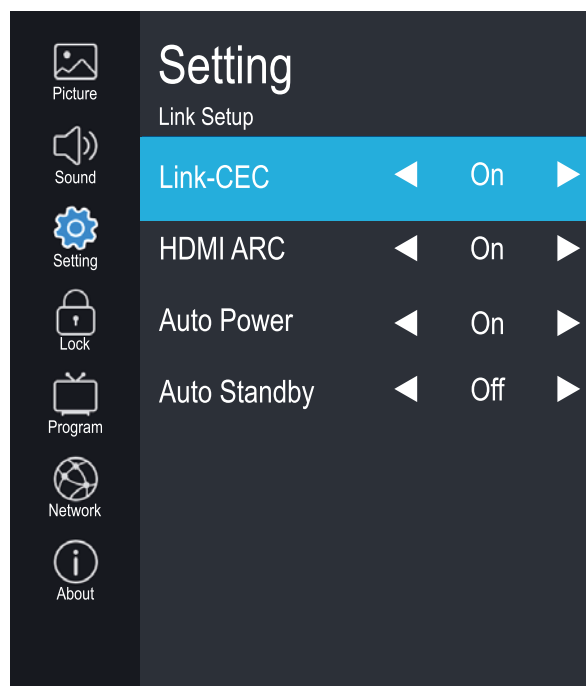 Picture
Sound
Setting
Lock
Program
Network
About
Setting
Link Setup
Link-CEC On
HDMI ARC On
Auto Power On
Auto Standby Off